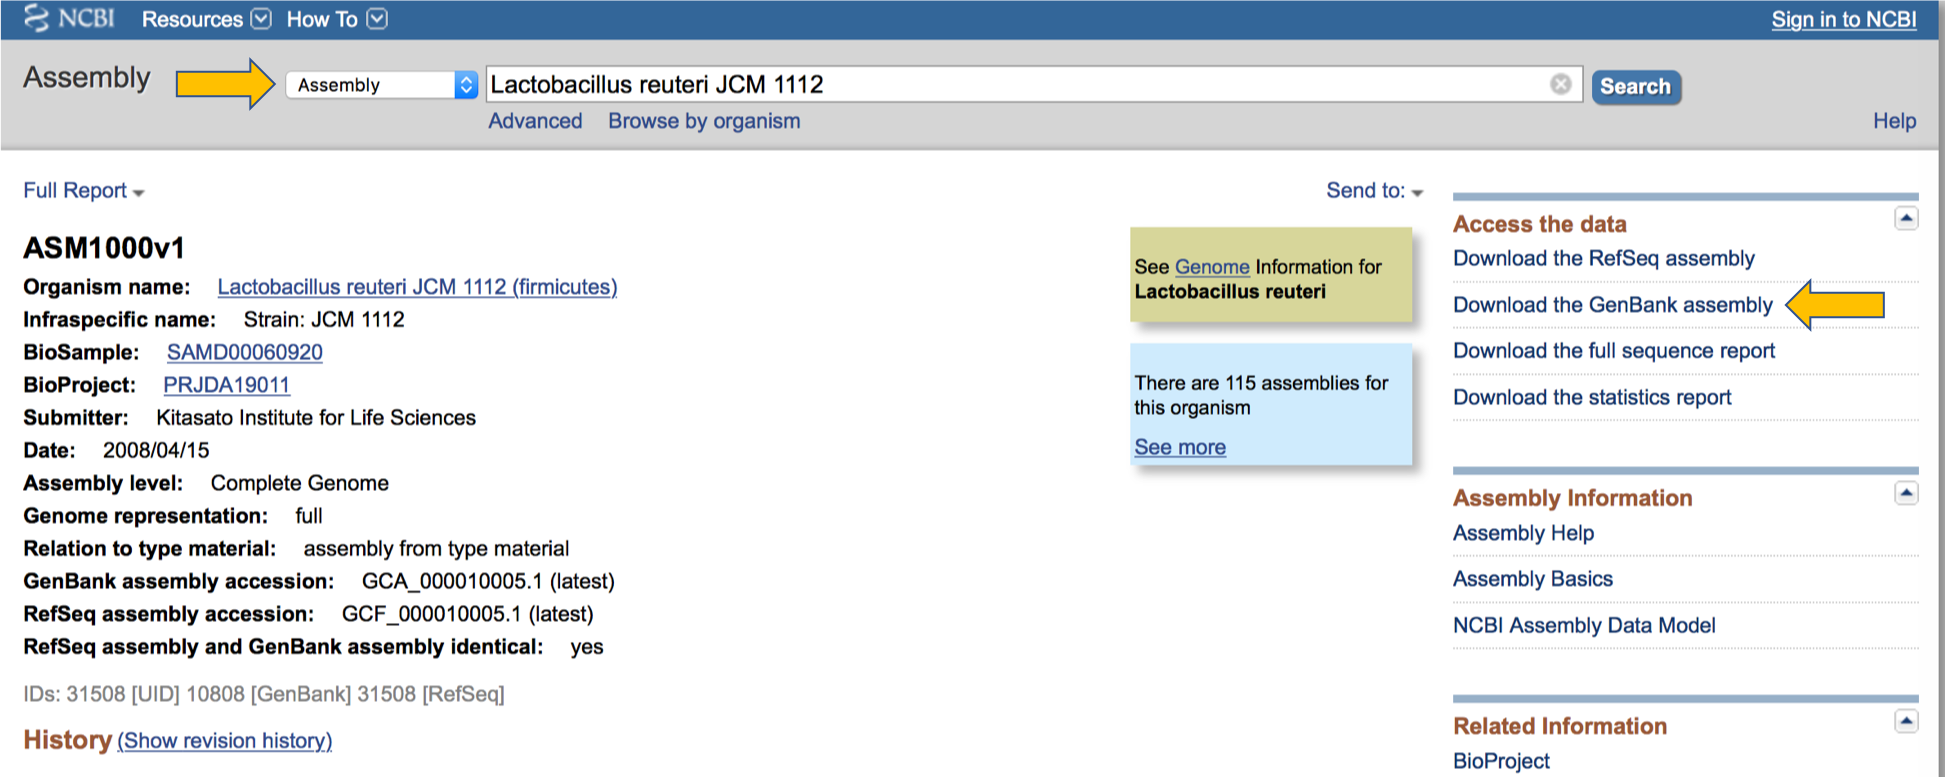 NCBI Resources How To Sign in to NCBI
Assembly Assembly Lactobacillus reuteri JCM 1112 Search
Advanced Browse by organism Help
Full Report Send to:
ASM1000v1
Organism name: Lactobacillus reuteri JCM 1112 (firmicutes)
Infraspecific name: Strain: JCM 1112
BioSample: SAMD00060920
BioProject: PRJDA19011
Submitter: Kitasato Institute for Life Sciences
Date: 2008/04/15
Assembly level: Complete Genome
Genome representation: full
Relation to type material: assembly from type material
GenBank assembly accession: GCA_000010005.1 (latest)
RefSeq assembly accession: GCF_000010005.1 (latest)
RefSeq assembly and GenBank assembly identical: yes
IDs: 31508 [UID] 10808 [GenBank] 31508 [RefSeq]
History (Show revision history)
See Genome Information for
Lactobacillus reuteri
There are 115 assemblies for
this organism
See more
Access the data
Download the RefSeq assembly
Download the GenBank assembly
Download the full sequence report
Download the statistics report
Assembly Information
Assembly Help
Assembly Basics
NCBI Assembly Data Model
Related Information
BioProject